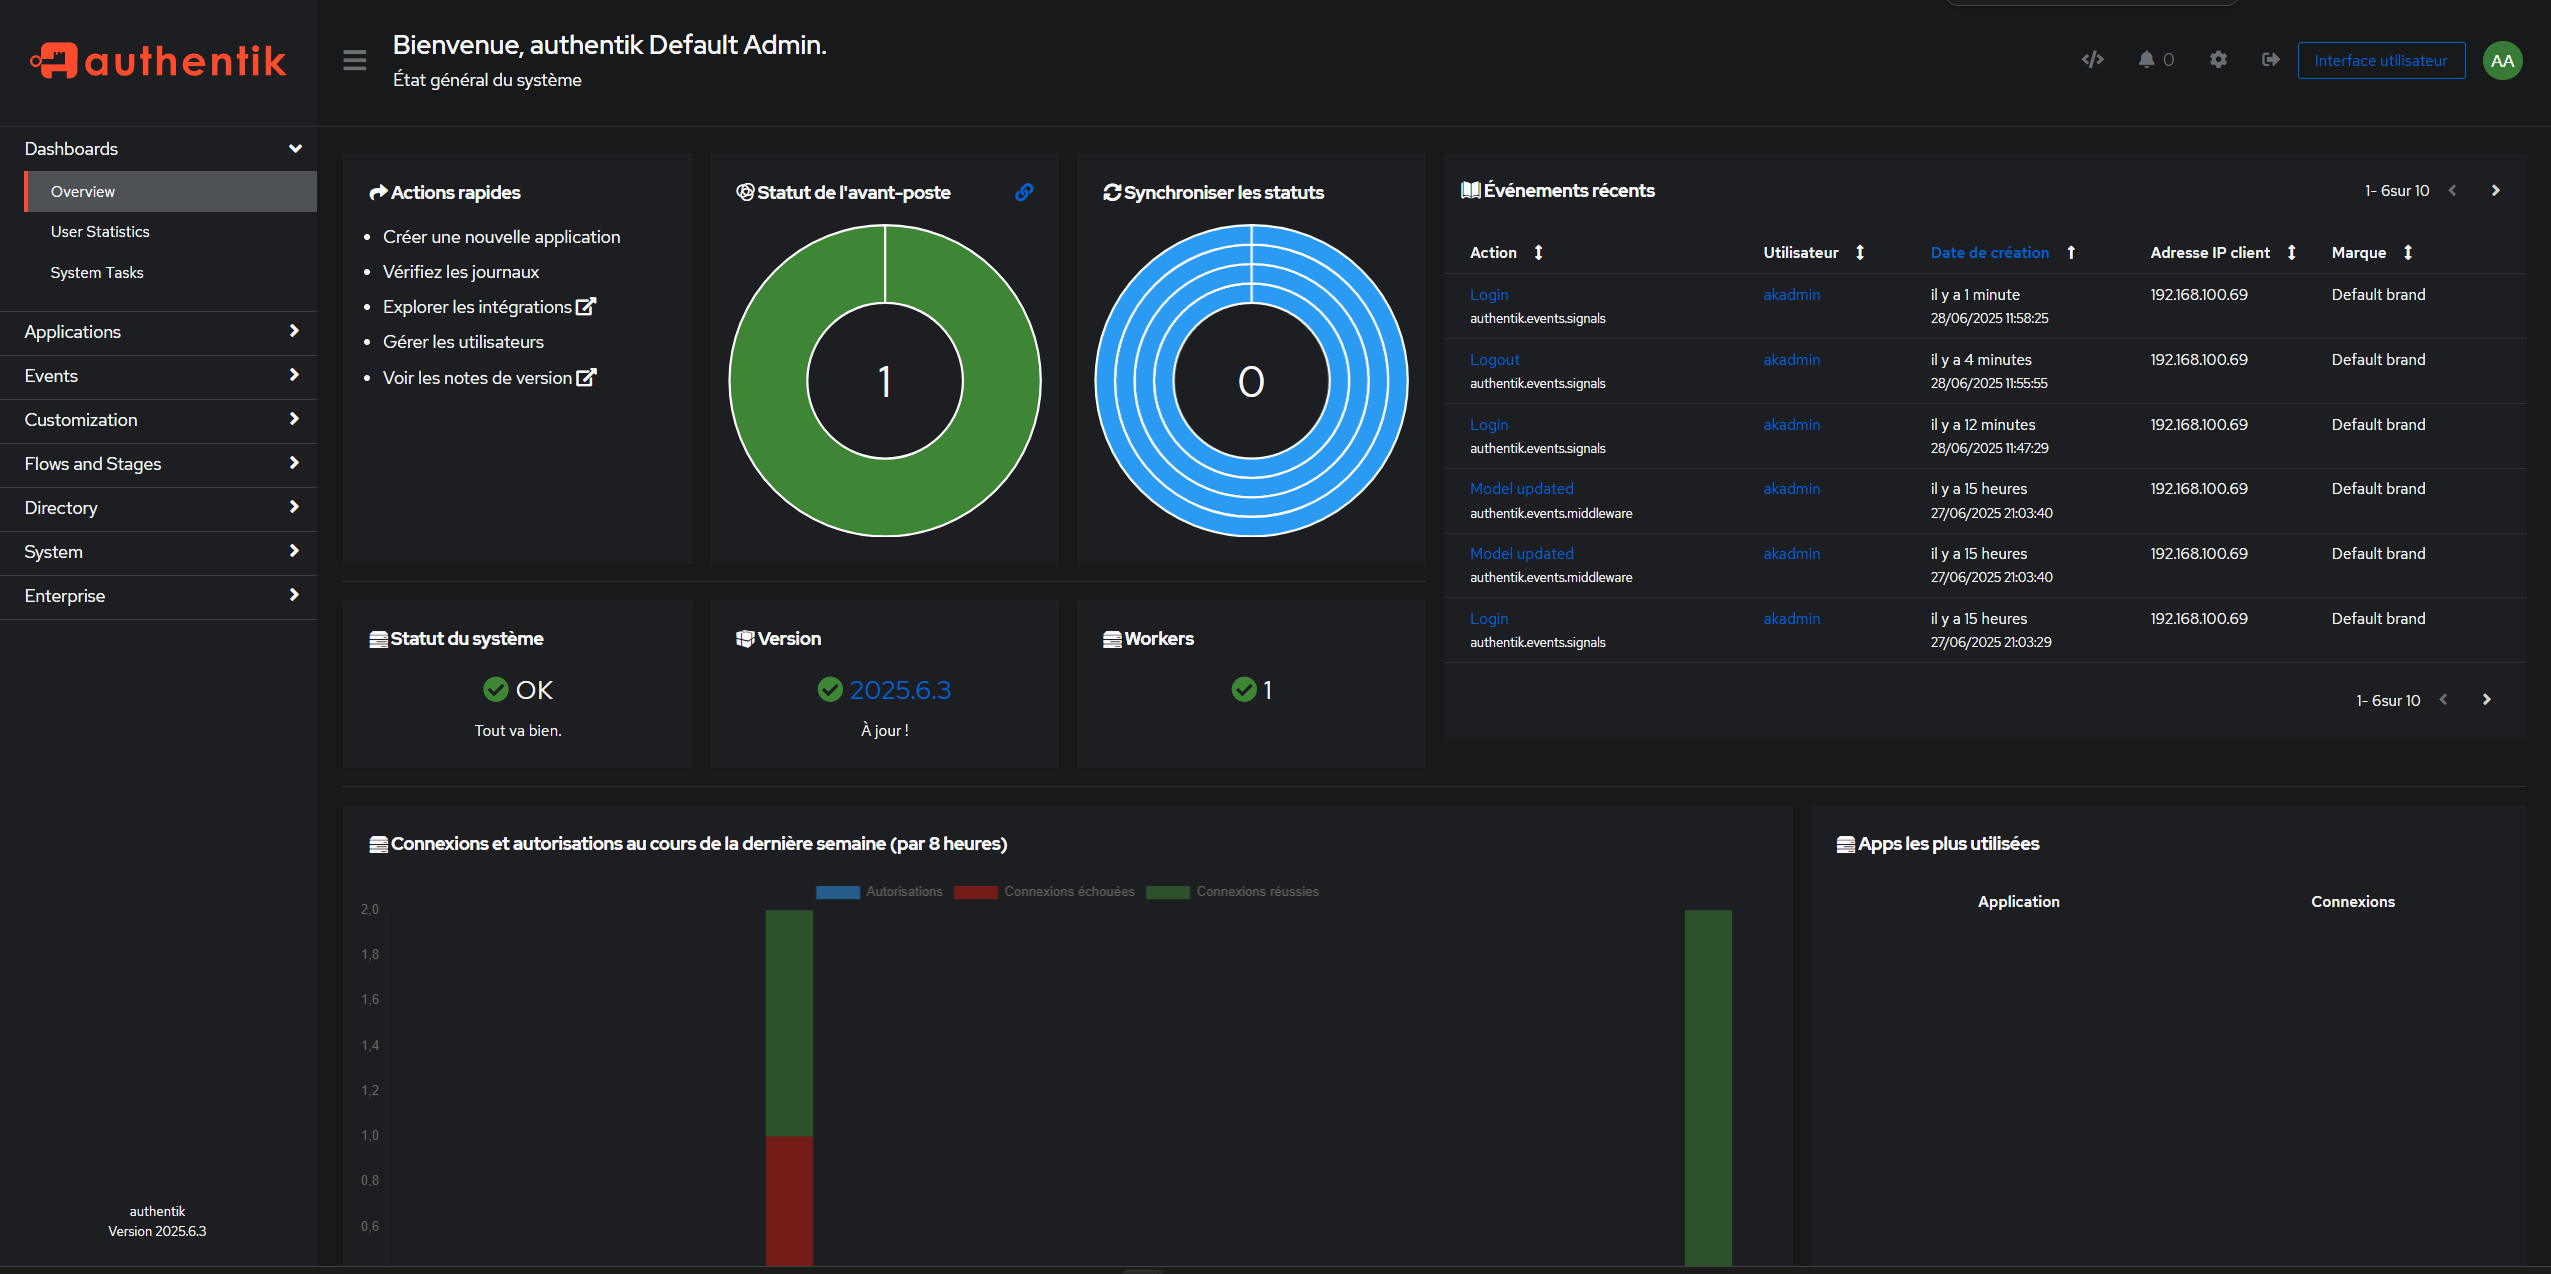 authentik
Bienvenue, authentik Default Admin.
État général du système
0
Interface utilisateur
AA
Dashboards
Overview
User Statistics
System Tasks
Applications
Events
Customization
Flows and Stages
Directory
System
Enterprise
authentik
Version 2025.6.3
Actions rapides
Créer une nouvelle application
Vérifiez les journaux
Explorer les intégrations
Gérer les utilisateurs
Voir les notes de version
Statut de l'avant-poste
1
Synchroniser les statuts
0
Événements récents
1- 6sur 10
Action Utilisateur Date de création Adresse IP client Marque
Login akadmin il y a 1 minute 192.168.100.69 Default brand
authentik.events.signals 28/06/2025 11:58:25
Logout akadmin il y a 4 minutes 192.168.100.69 Default brand
authentik.events.signals 28/06/2025 11:55:55
Login akadmin il y a 12 minutes 192.168.100.69 Default brand
authentik.events.signals 28/06/2025 11:47:29
Model updated akadmin il y a 15 heures 192.168.100.69 Default brand
authentik.events.middleware 27/06/2025 21:03:40
Model updated akadmin il y a 15 heures 192.168.100.69 Default brand
authentik.events.middleware 27/06/2025 21:03:40
Login akadmin il y a 15 heures 192.168.100.69 Default brand
authentik.events.signals 27/06/2025 21:03:29
1- 6sur 10
Statut du système
OK
Tout va bien.
Version
2025.6.3
À jour !
Workers
1
Connexions et autorisations au cours de la dernière semaine (par 8 heures)
Autorisations Connexions échouées Connexions réussies
2,0
1,8
1,6
1,4
1,2
1,0
0,8
0,6
Apps les plus utilisées
Application Connexions